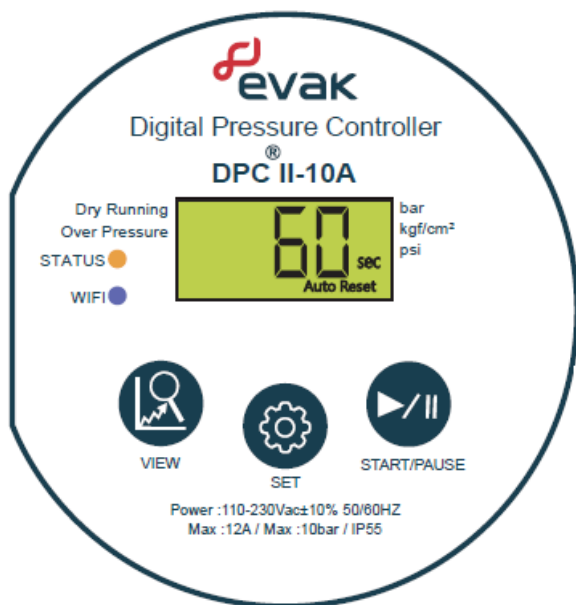 evak
Digital Pressure Controller
®
DPC II-10A
Dry Running
Over Pressure
STATUS
WIFI
60 sec
Auto Reset
bar
kgf/cm²
psi
VIEW
SET
START/PAUSE
Power :110-230Vac±10% 50/60HZ
Max :12A / Max :10bar / IP55